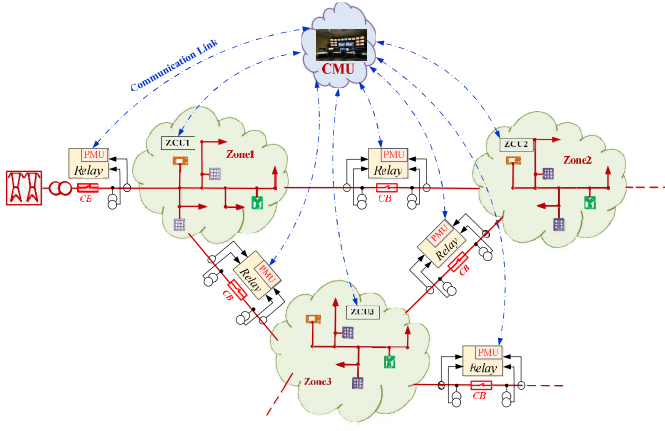 CMU
Communication Link
PMU
Relay
CB
ZCU1
Zone1
PMU
Relay
CB
ZCU2
Zone2
PMU
Relay
CB
PMU
Relay
CB
ZCU3
Zone3
PMU
Relay
CB